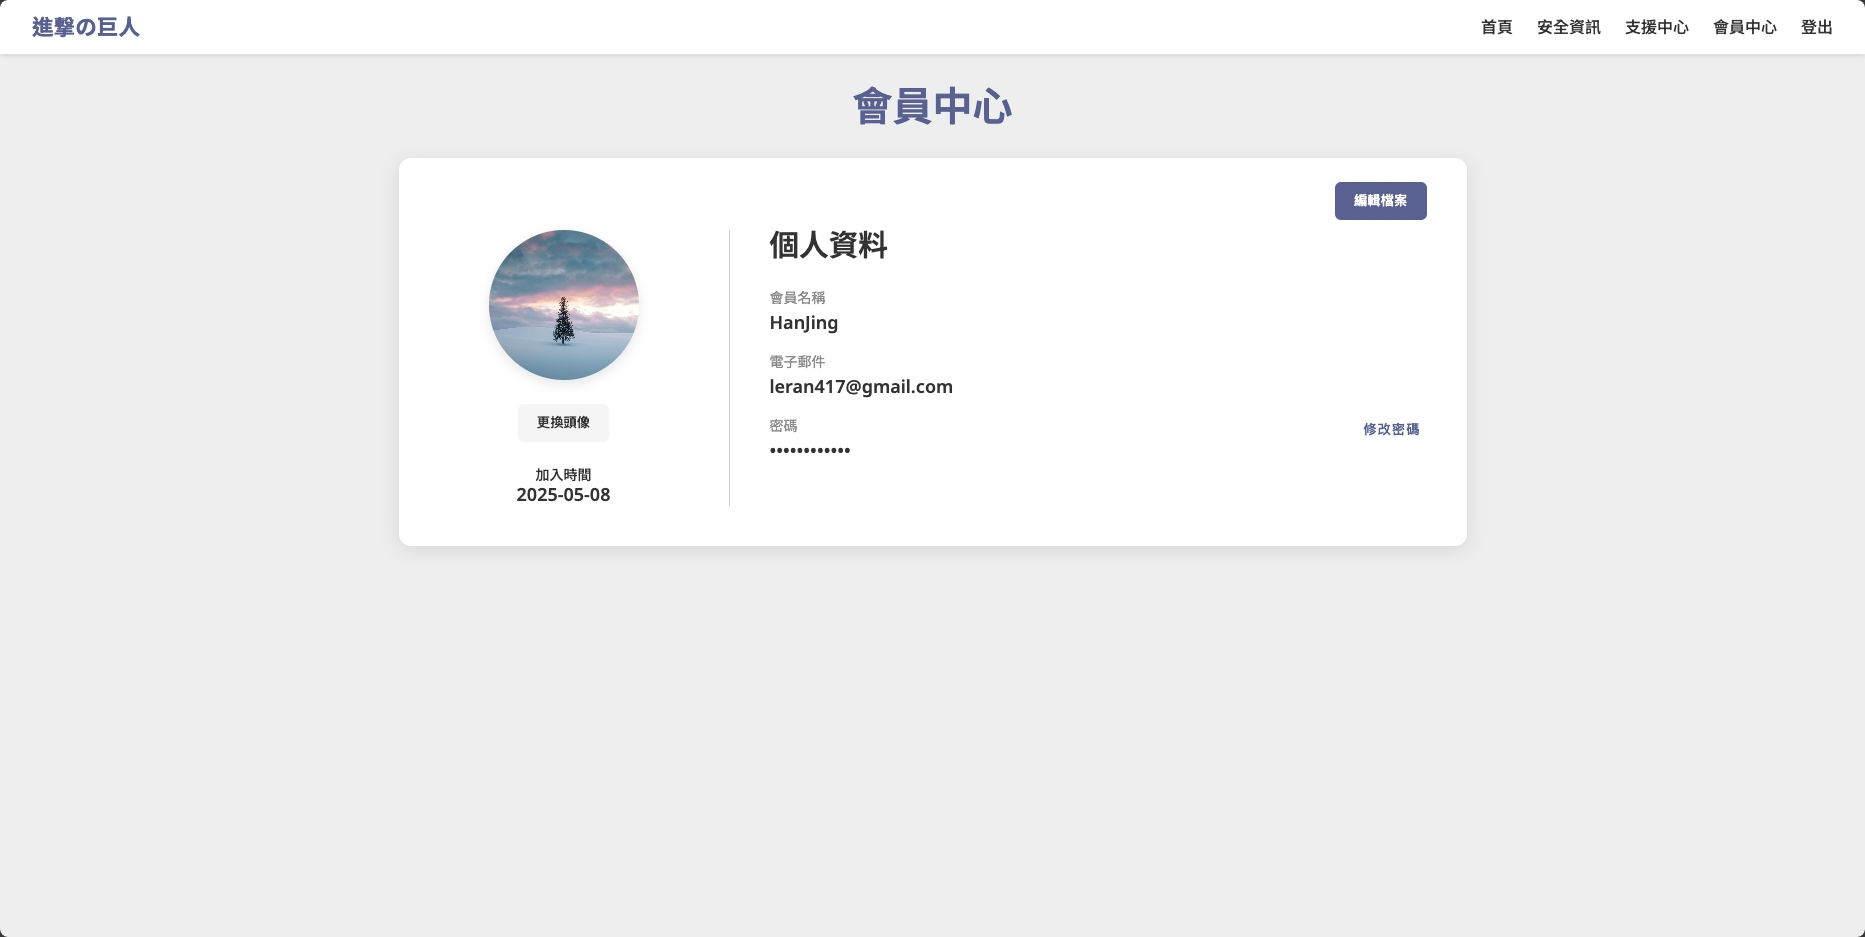 進撃の巨人
首頁 安全資訊 支援中心 會員中心 登出
會員中心
編輯檔案
更換頭像
加入時間
2025-05-08
個人資料
會員名稱
HanJing
電子郵件
leran417@gmail.com
密碼
••••••••••••
修改密碼